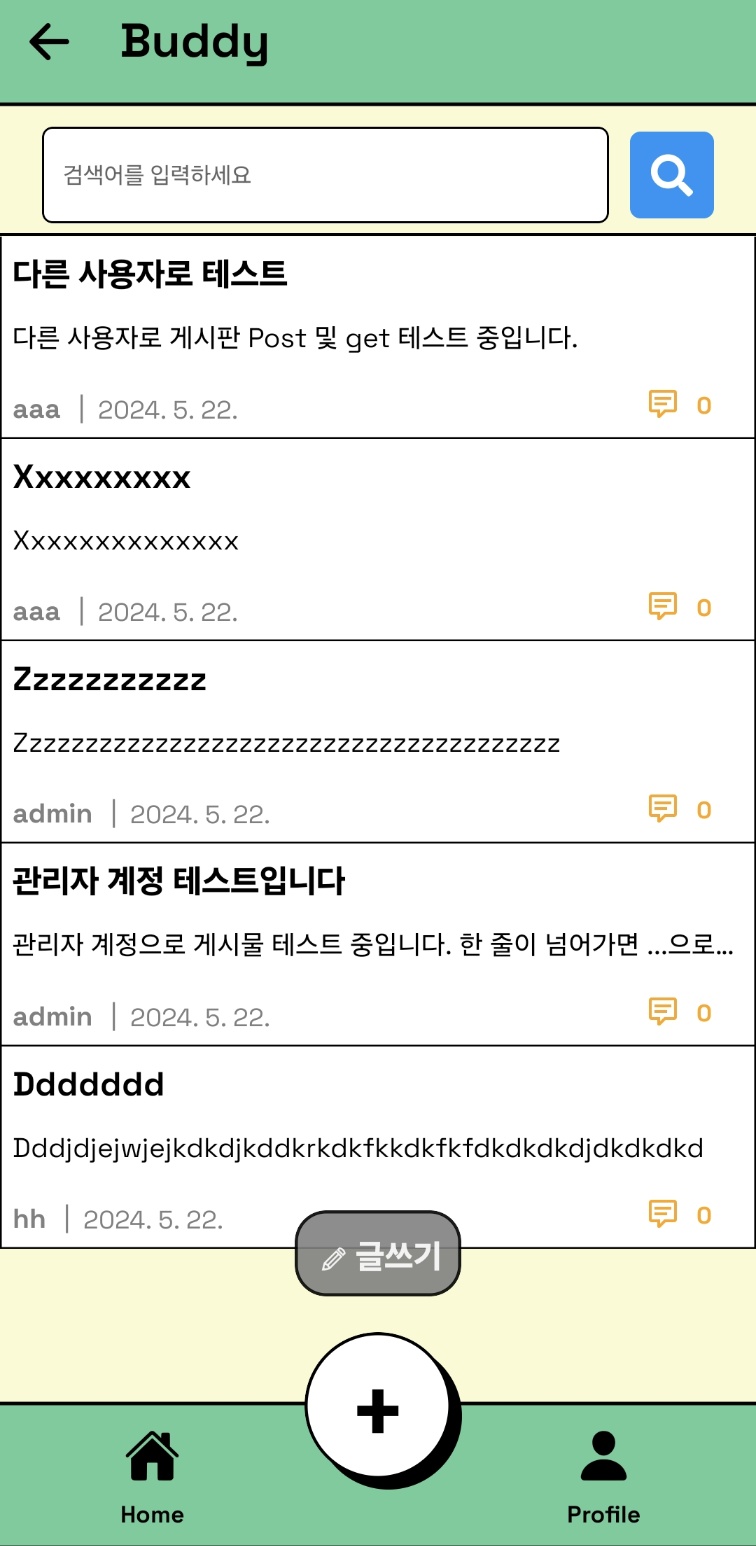 Buddy
검색어를 입력하세요
다른 사용자로 테스트
다른 사용자로 게시판 Post 및 get 테스트 중입니다.
aaa | 2024. 5. 22.
0
Xxxxxxxxx
Xxxxxxxxxxxxxx
aaa | 2024. 5. 22.
0
Zzzzzzzzzzz
Zzzzzzzzzzzzzzzzzzzzzzzzzzzzzzzzzzzzzzz
admin | 2024. 5. 22.
0
관리자 계정 테스트입니다
관리자 계정으로 게시물 테스트 중입니다. 한 줄이 넘어가면 ...으로...
admin | 2024. 5. 22.
0
Ddddddd
Dddjdjejwjejkdkdjkddkrkdkfkkdkfkfdkdkdkdjdkdkdkd
hh | 2024. 5. 22.
0
글쓰기
Home
Profile